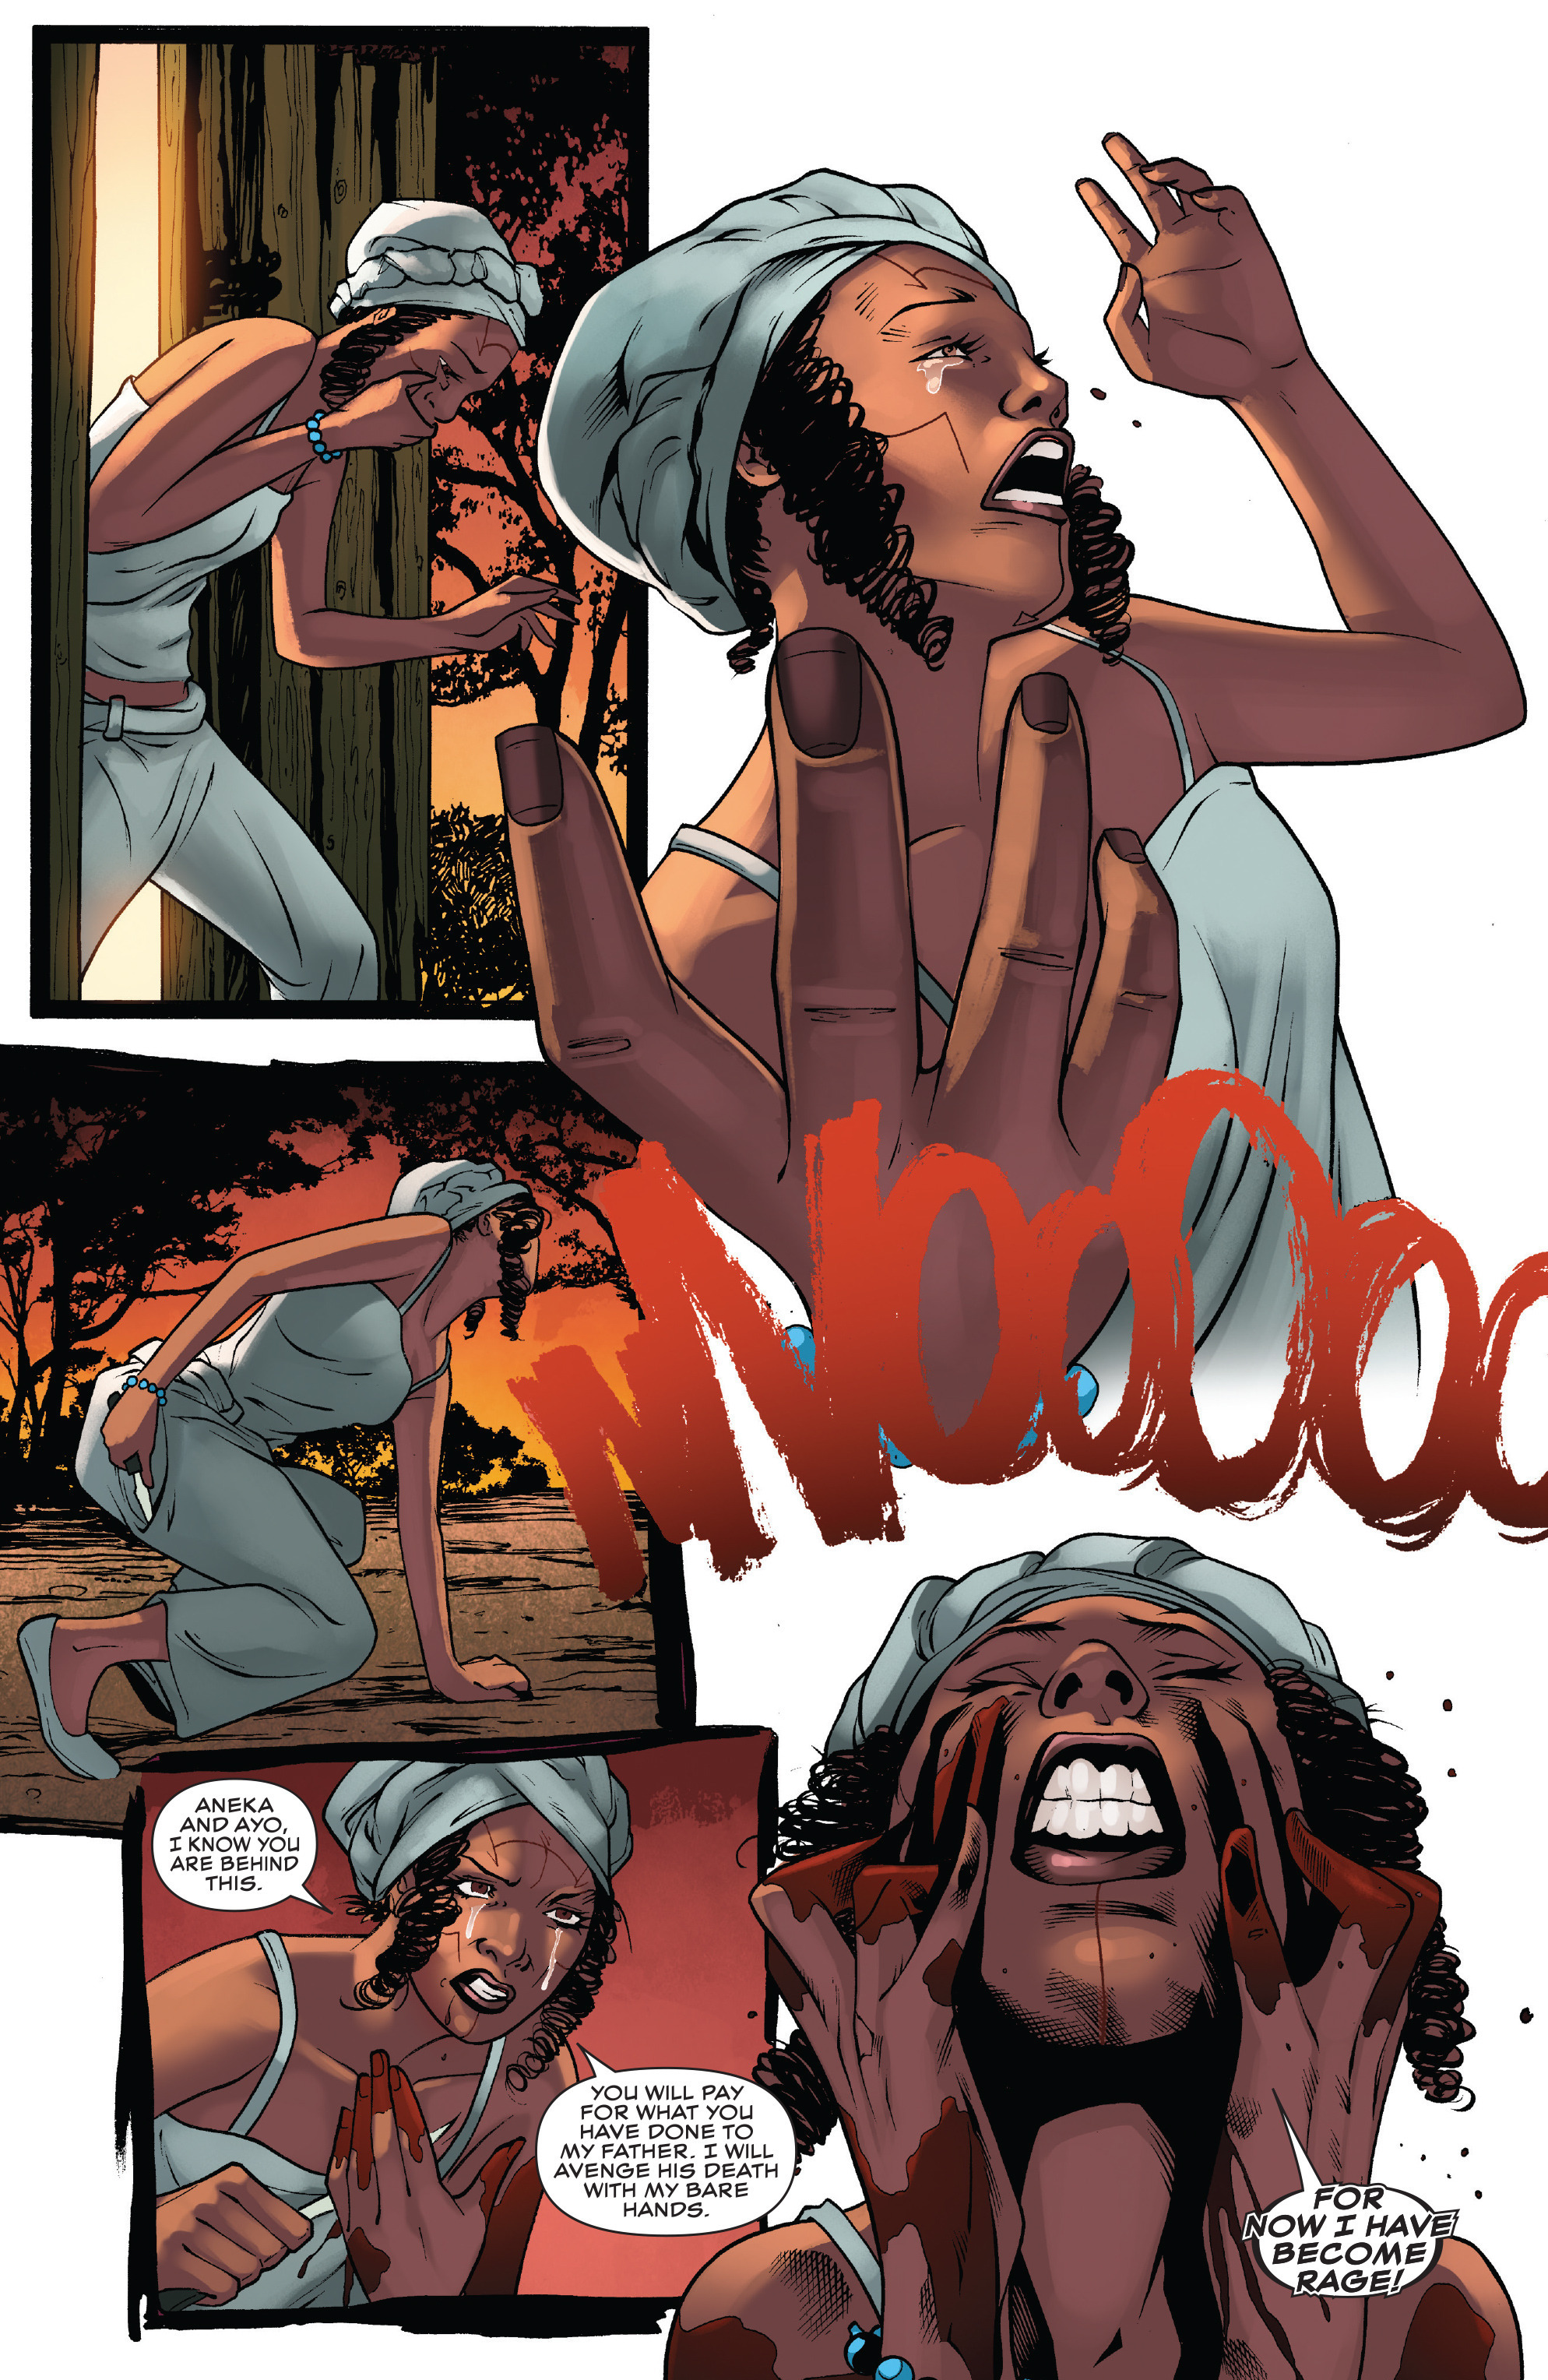 NOOOOO
ANEKA
AND AYO,
I KNOW YOU
ARE BEHIND
THIS.
YOU WILL PAY
FOR WHAT YOU
HAVE DONE TO
MY FATHER. I WILL
AVENGE HIS DEATH
WITH MY BARE
HANDS.
FOR
NOW I HAVE
BECOME
RAGE!